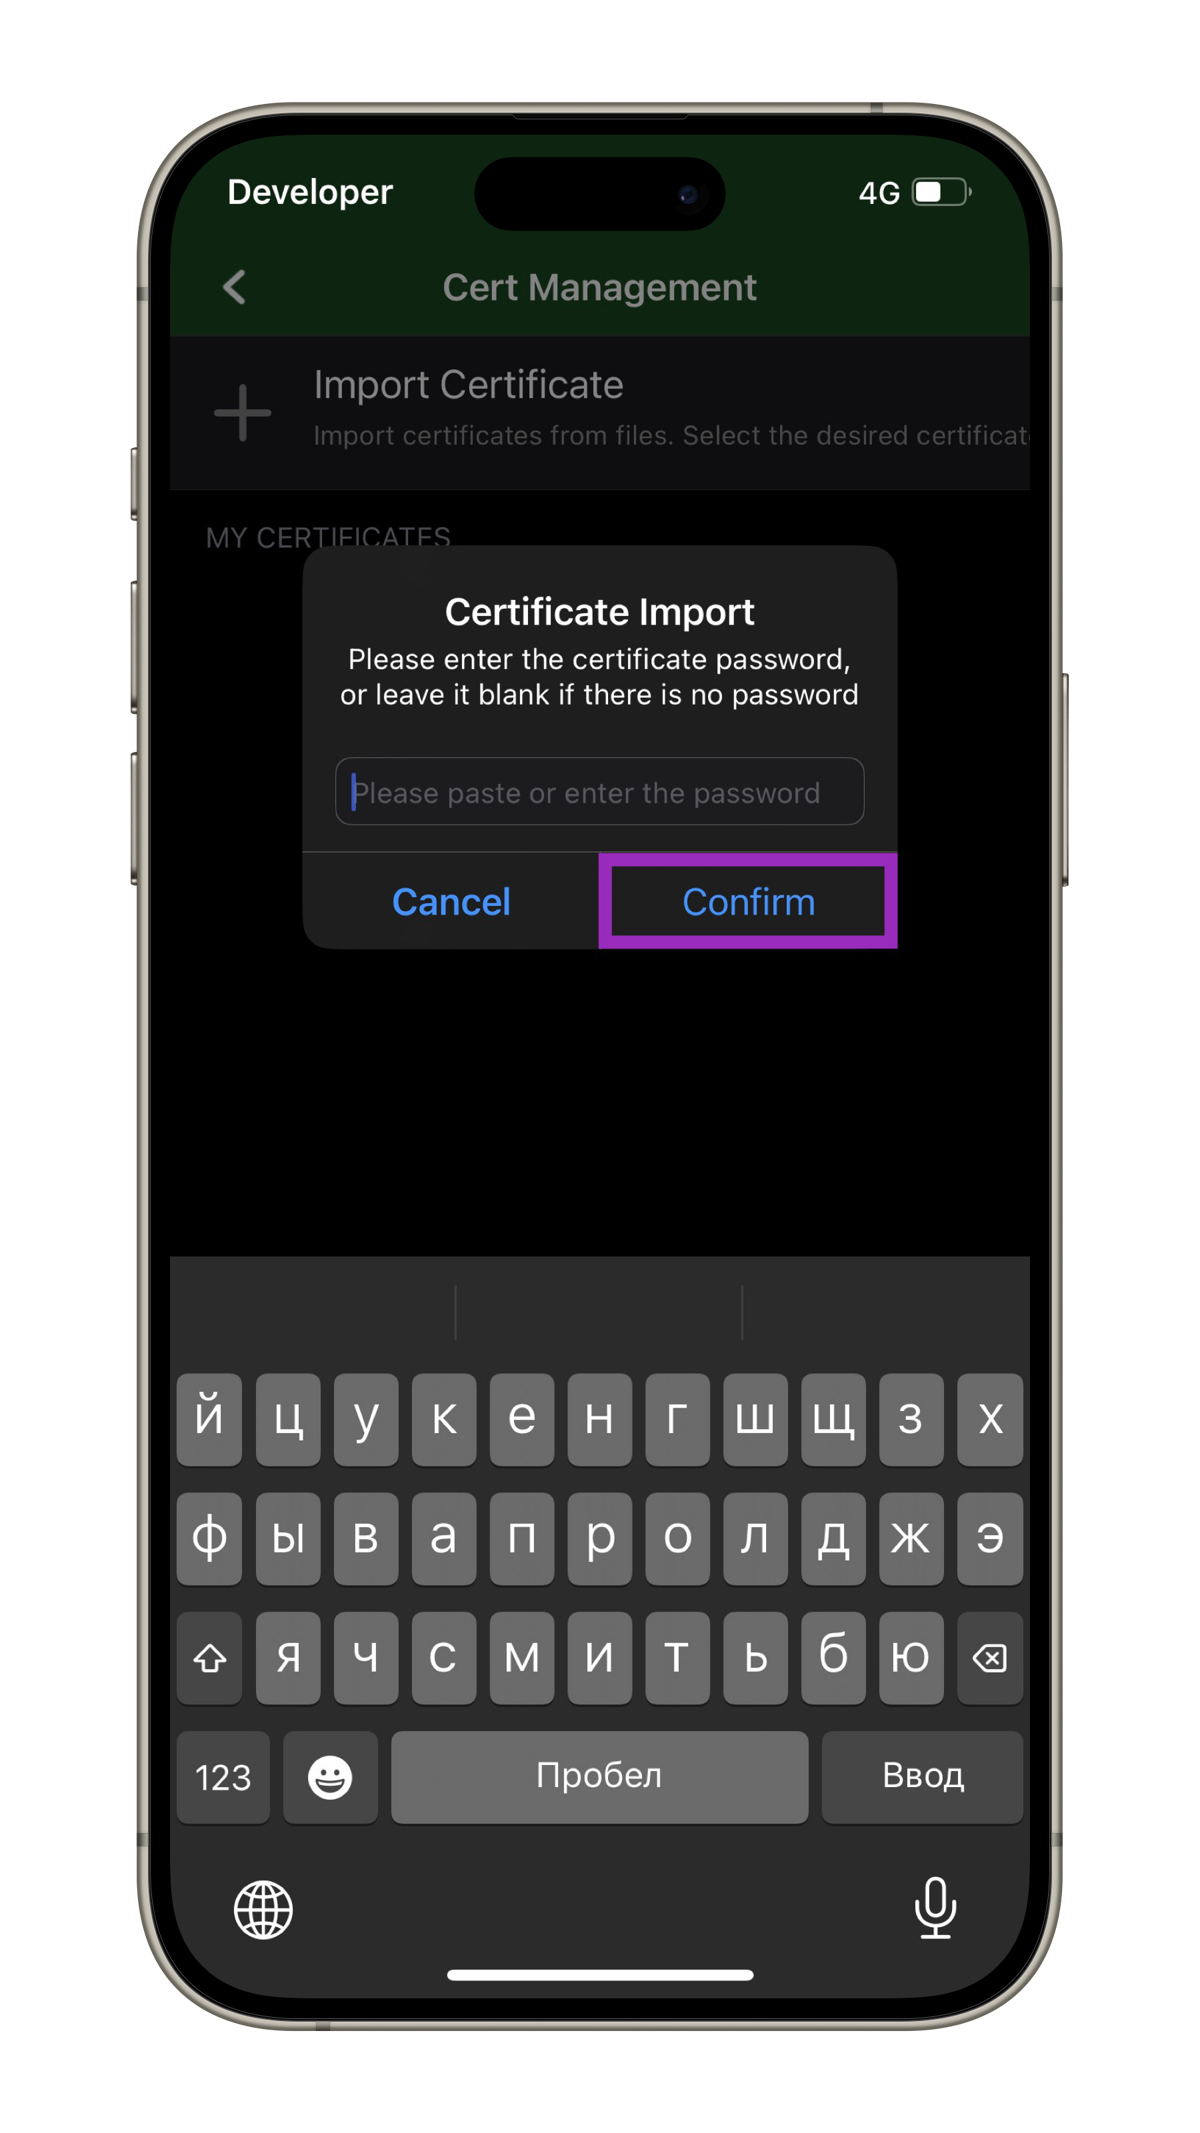 Developer
4G
Cert Management
Import Certificate
Import certificates from files. Select the desired certificat
MY CERTIFICATES
Certificate Import
Please enter the certificate password,
or leave it blank if there is no password
Please paste or enter the password
Cancel
Confirm
й ц у к е н г ш щ з х
ф ы в а п р о л д ж э
я ч с м и т ь б ю
123
Пробел
Ввод